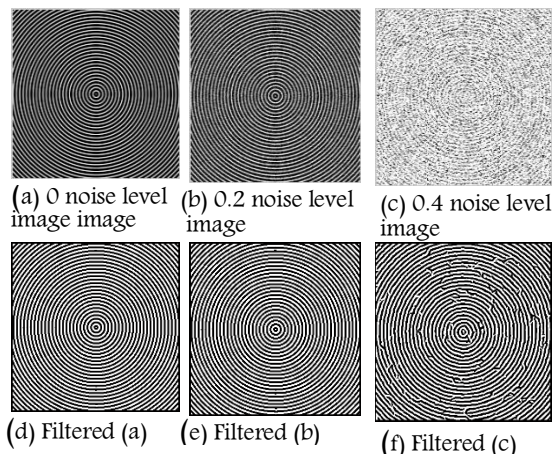 (a) 0 noise level
image image
(b) 0.2 noise level
image
(c) 0.4 noise level
image
(d) Filtered (a)
(e) Filtered (b)
(f) Filtered (c)